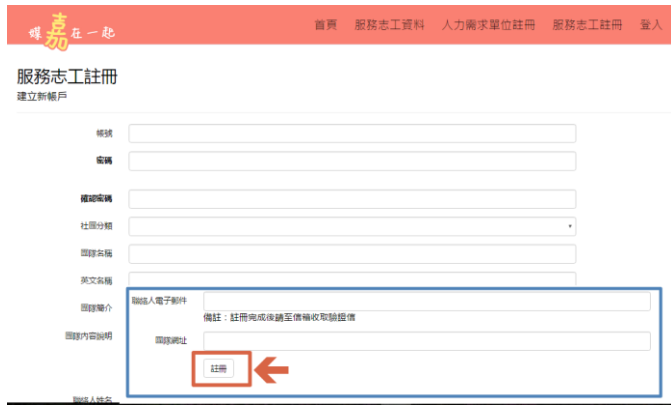 媒嘉在一起
首頁 服務志工資料 人力需求單位註冊 服務志工註冊 登入
服務志工註冊
建立新帳戶
帳號
密碼
確認密碼
社團分類
團隊名稱
英文名稱
團隊簡介
團隊內容說明
聯絡人電子郵件
備註：註冊完成後請至信箱收取驗證信
團隊網址
註冊
聯絡人姓名